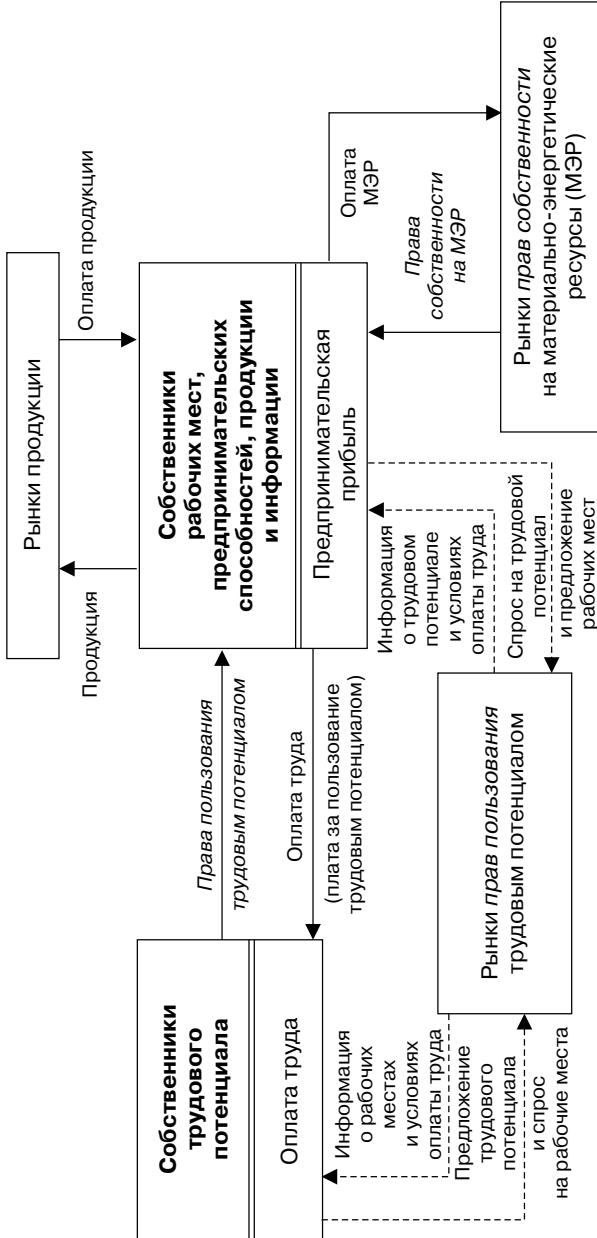 Рынки продукции
Продукция
Оплата продукции
Собственники
трудового
потенциала
Оплата труда
Права пользования
трудовым потенциалом
Оплата труда
(плата за пользование
трудовым потенциалом)
Собственники
рабочих мест,
предпринимательских
способностей, продукции
и информации
Предпринимательская
прибыль
Оплата
МЭР
Права
собственности
на МЭР
Информация
о рабочих
местах
и условиях
оплаты труда
Предложение
трудового
потенциала
и спрос
на рабочие места
Рынки прав пользования
трудовым потенциалом
Информация
о трудовом
потенциале
и условиях
оплаты труда
Спрос на трудовой
потенциал
и предложение
рабочих мест
Рынки прав собственности
на материально-энергетические
ресурсы (МЭР)